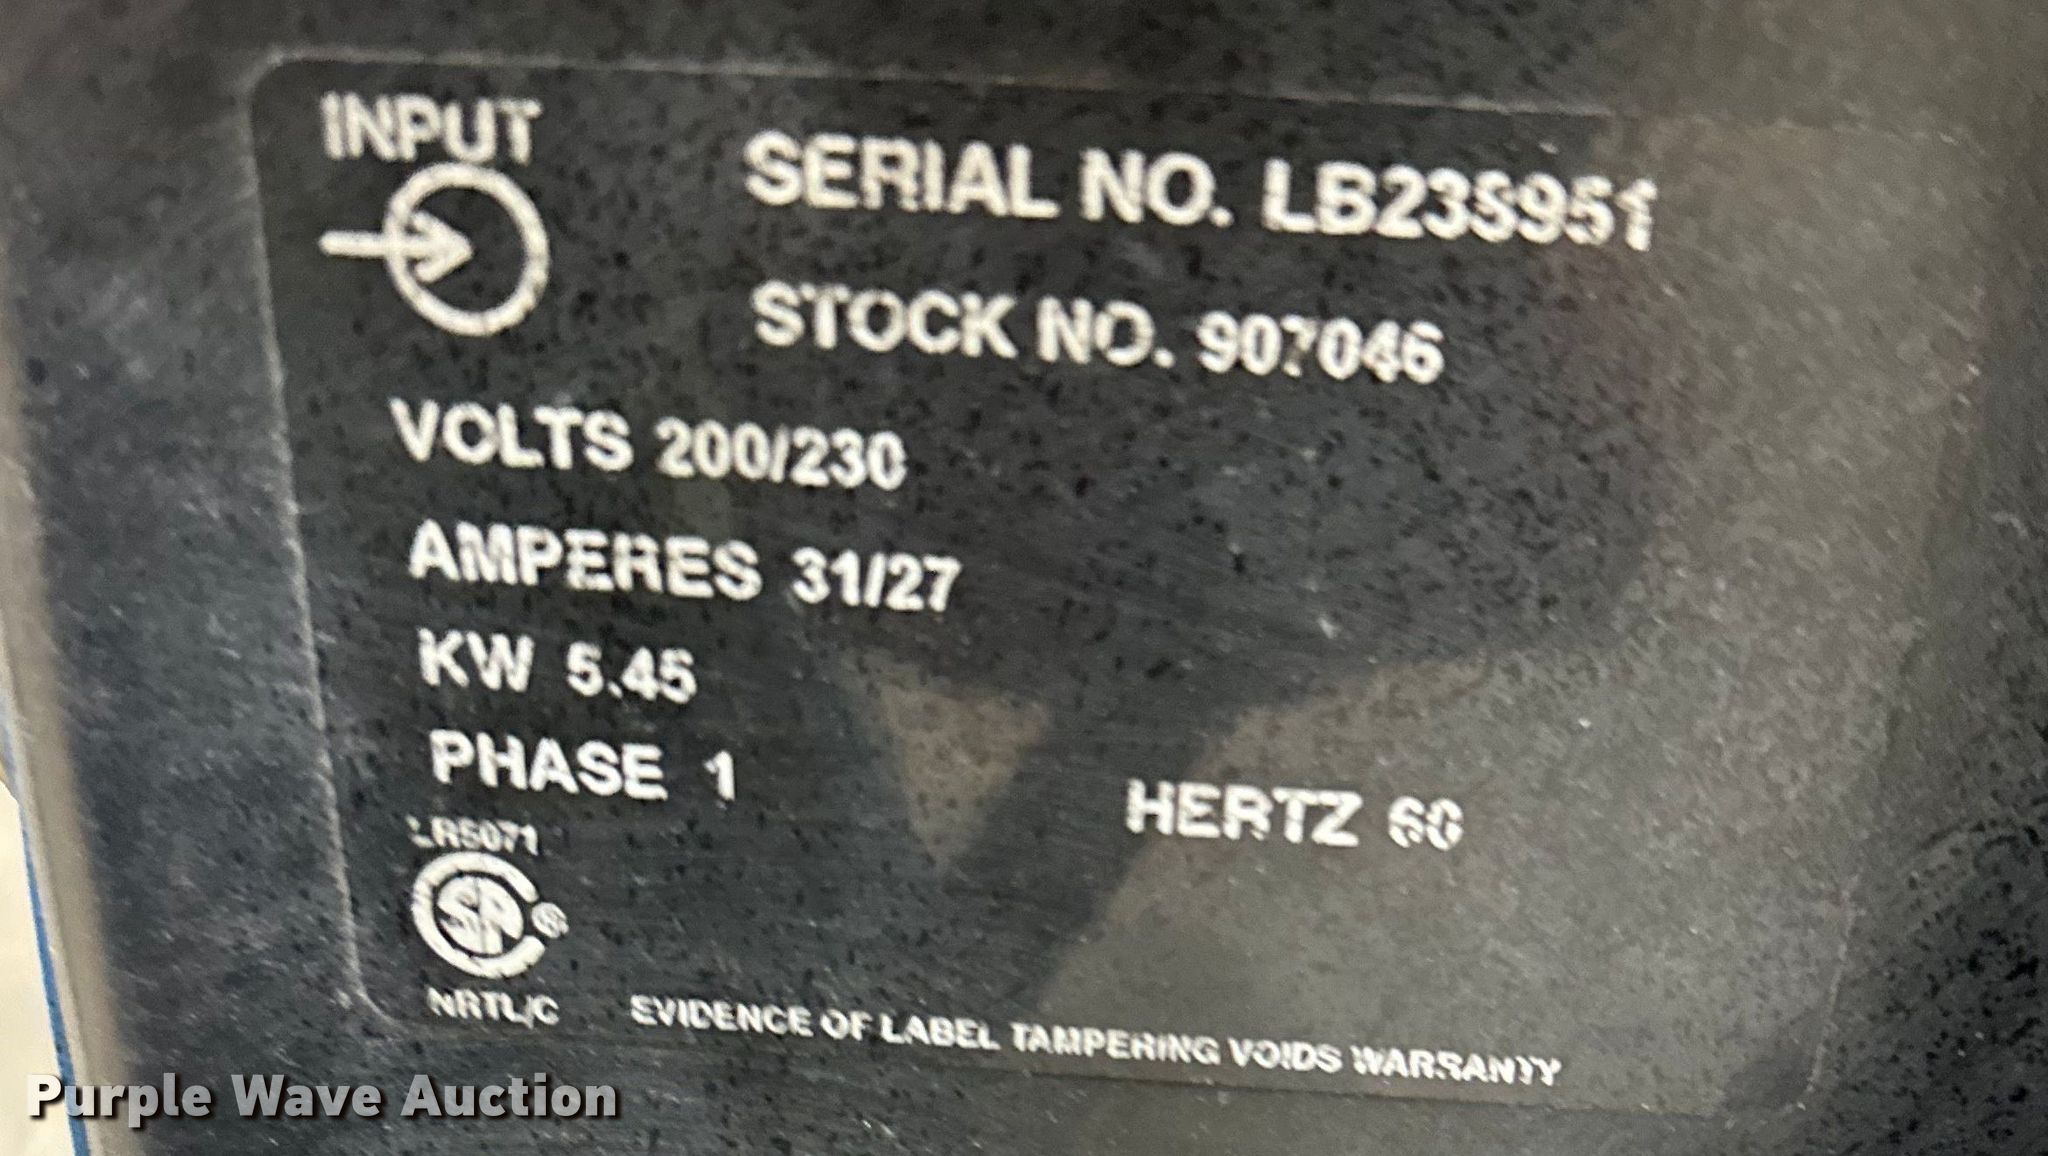 INPUT
SERIAL NO. LB235951
STOCK NO. 907046
VOLTS 200/230
AMPERES 31/27
KW 5.45
PHASE 1
HERTZ 60
LR5071
NRTL/C
EVIDENCE OF LABEL TAMPERING VOIDS WARRANTY
Purple Wave Auction